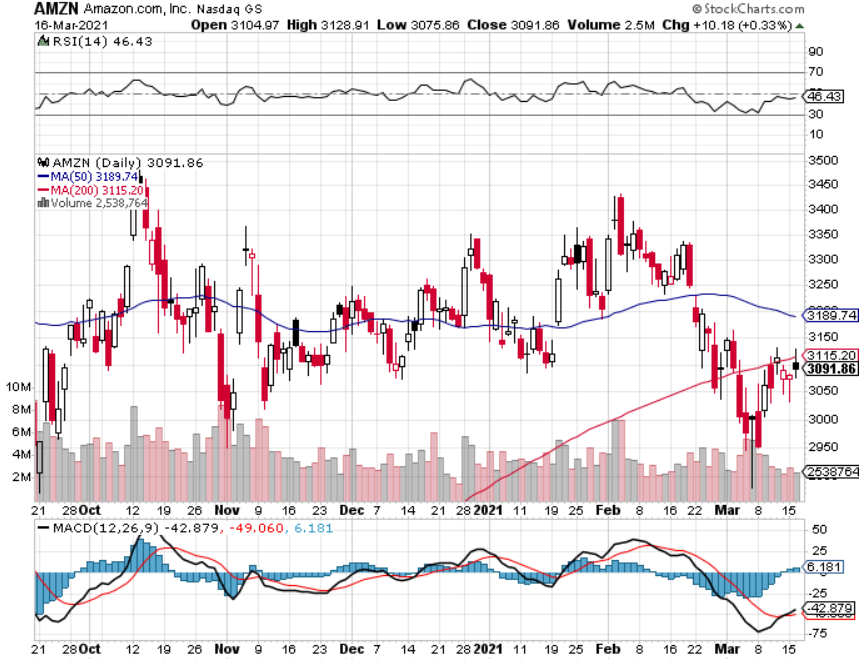 AMZN Amazon.com, Inc. Nasdaq GS © StockCharts.com
16-Mar-2021 Open 3104.97 High 3128.91 Low 3075.86 Close 3091.86 Volume 2.5M Chg +10.18 (+0.33%)
RSI(14) 46.43
90
70
46.43
30
10
AMZN (Daily) 3091.86
MA(50) 3189.74
MA(200) 3115.20
Volume 2,538,764
3500
3450
3400
3350
3300
3250
3189.74
3150
3115.20
3091.86
3050
3000
2950
2538764
10M
8M
6M
4M
2M
21 28 Oct 12 19 26 Nov 9 16 23 Dec 7 14 21 28 2021 11 19 25 Feb 8 16 22 Mar 8 15
MACD(12,26,9) -42.879, -49.060, 6.181
50
25
6.181
-25
-42.879
-75
21 28 Oct 12 19 26 Nov 9 16 23 Dec 7 14 21 28 2021 11 19 25 Feb 8 16 22 Mar 8 15